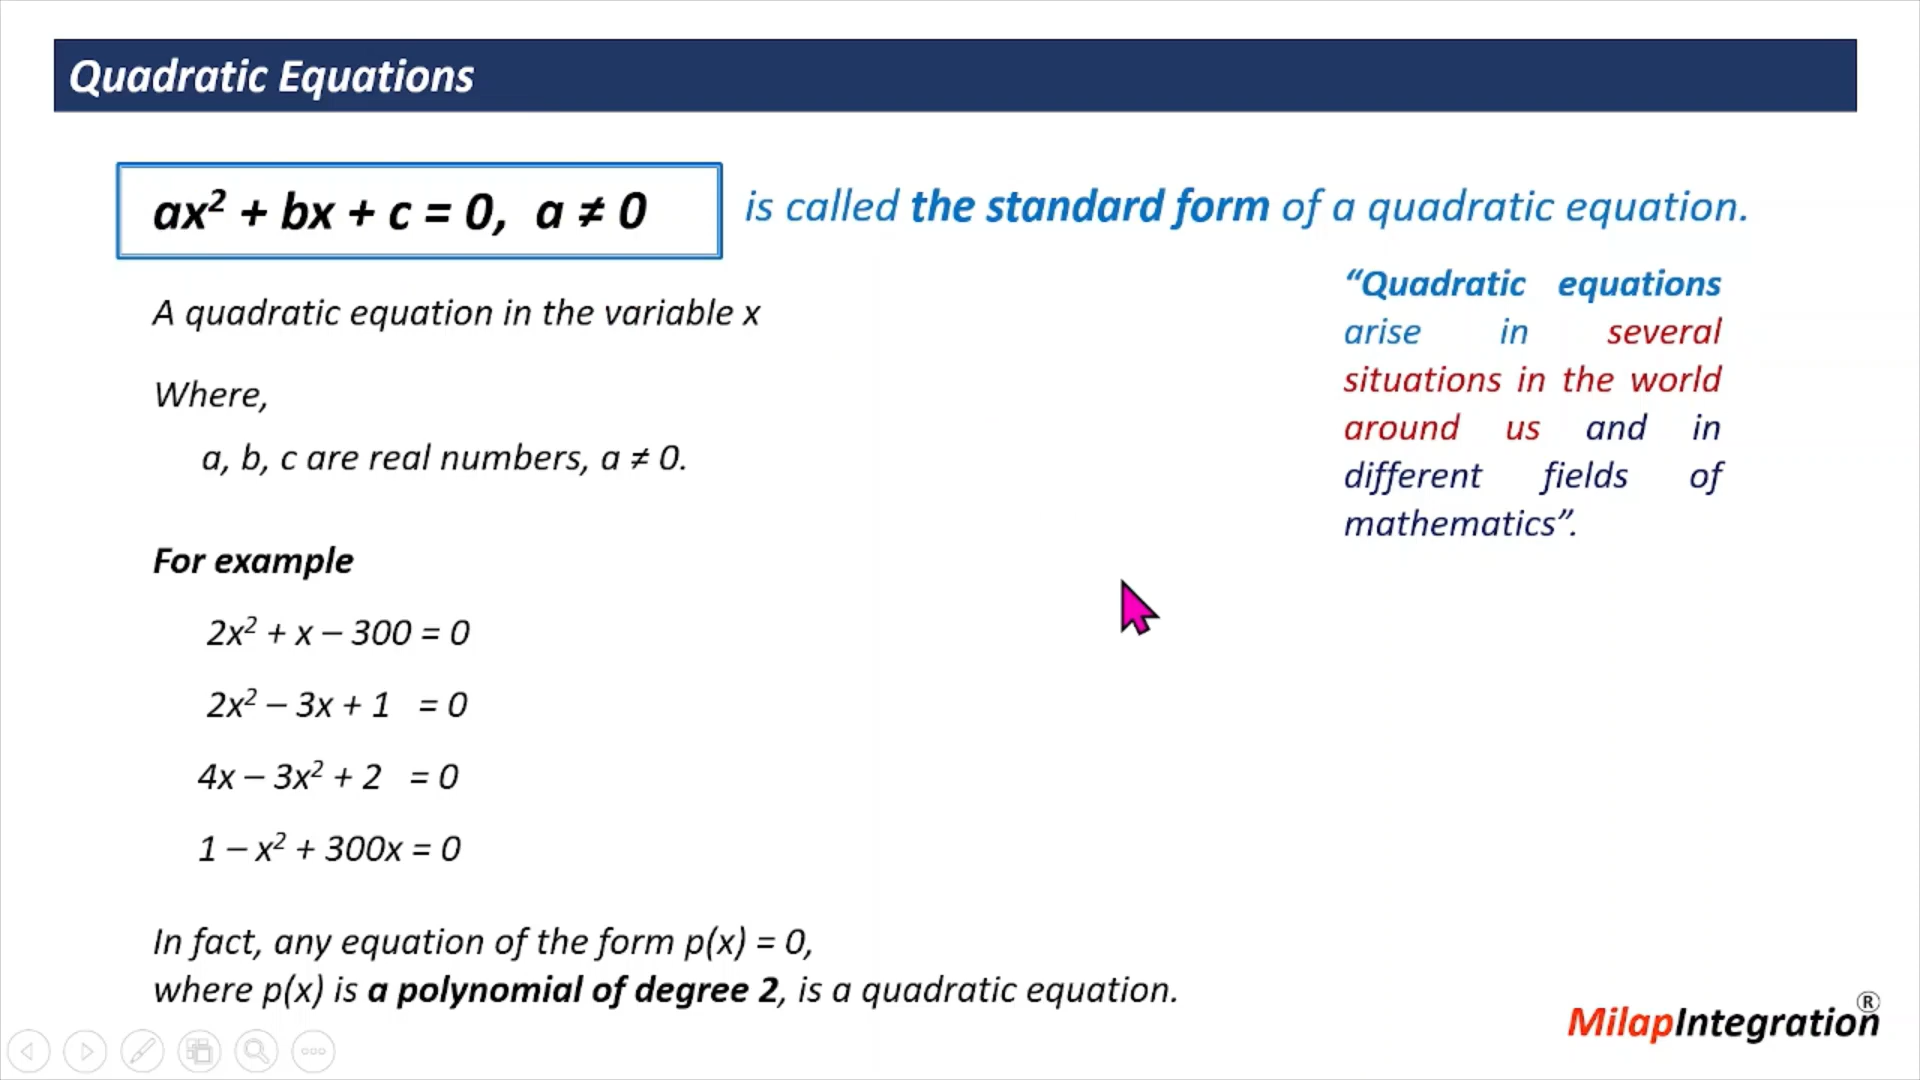 Quadratic Equations
ax² + bx + c = 0, a ≠ 0
is called the standard form of a quadratic equation.
A quadratic equation in the variable x
Where,
a, b, c are real numbers, a ≠ 0.
“Quadratic equations
arise in several
situations in the world
around us and in
different fields of
mathematics”.
For example
2x² + x – 300 = 0
2x² – 3x + 1 = 0
4x – 3x² + 2 = 0
1 – x² + 300x = 0
In fact, any equation of the form p(x) = 0,
where p(x) is a polynomial of degree 2, is a quadratic equation.
MilapIntegration®